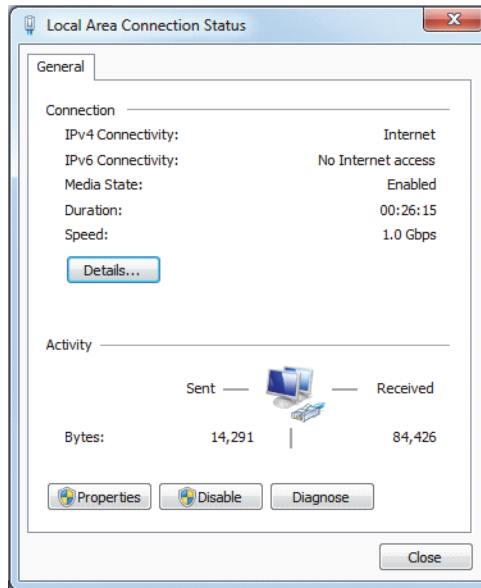 Local Area Connection Status
General
Connection
IPv4 Connectivity: Internet
IPv6 Connectivity: No Internet access
Media State: Enabled
Duration: 00:26:15
Speed: 1.0 Gbps
Details...
Activity
Sent Received
Bytes: 14,291 84,426
Properties Disable Diagnose
Close